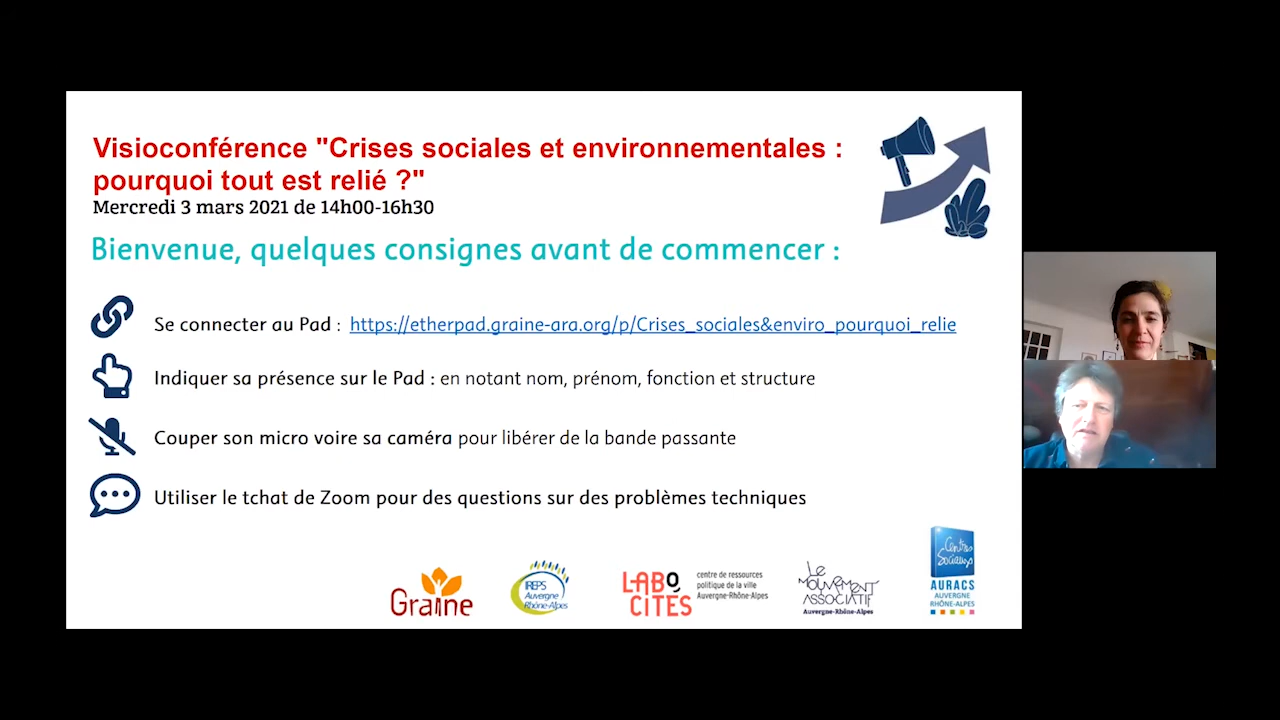 Visioconférence "Crises sociales et environnementales :
pourquoi tout est relié ?"
Mercredi 3 mars 2021 de 14h00-16h30
Bienvenue, quelques consignes avant de commencer :
Se connecter au Pad : https://etherpad.graine-ara.org/p/Crises_sociales&enviro_pourquoi_relie
Indiquer sa présence sur le Pad : en notant nom, prénom, fonction et structure
Couper son micro voire sa caméra pour libérer de la bande passante
Utiliser le tchat de Zoom pour des questions sur des problèmes techniques
Graine
IREPS
Auvergne
Rhône-Alpes
LABO
CITÉS
centre de ressources
politique de la ville
Auvergne-Rhône-Alpes
Le
Mouvement
associatif
Auvergne-Rhône-Alpes
Centres
Sociaux
AURACS
AUVERGNE
RHÔNE-ALPES